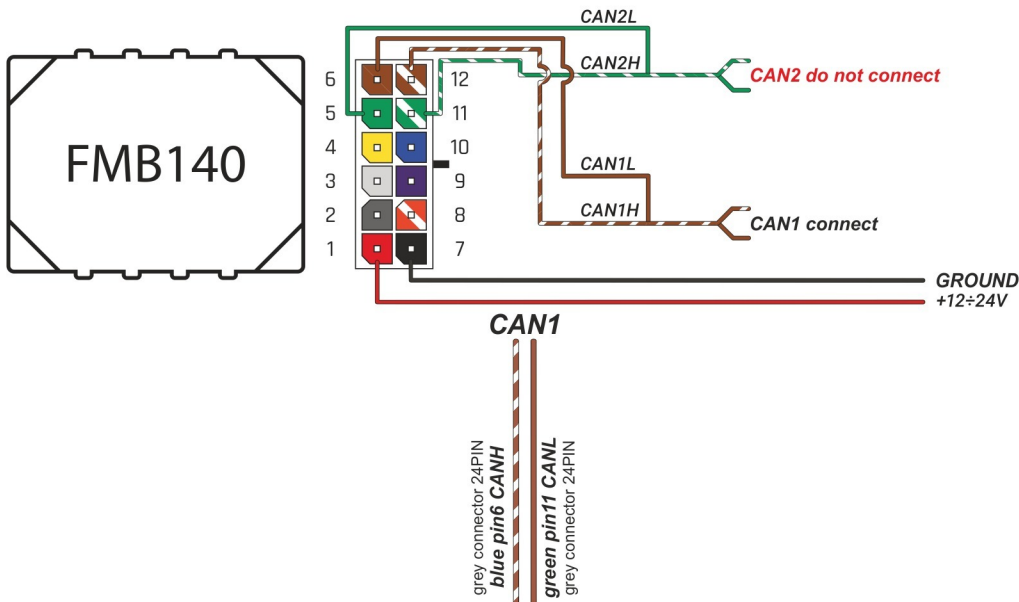 CAN2L
CAN2H
CAN2 do not connect
FMB140
6
12
5
11
4
10
3
9
2
8
1
7
CAN1L
CAN1H
CAN1 connect
GROUND
+12÷24V
CAN1
grey connector 24PIN
blue pin6 CANH
green pin11 CANL
grey connector 24PIN